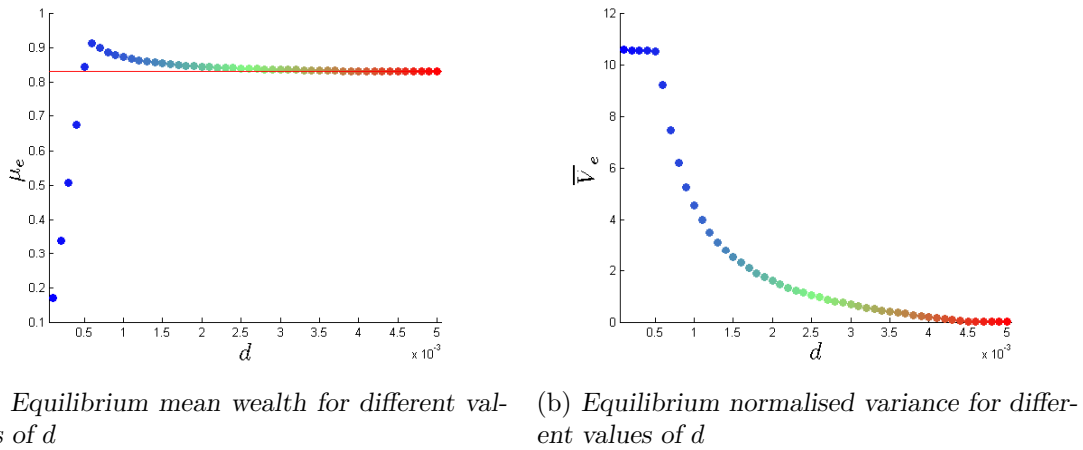 1
0.9
0.8
0.7
0.6
0.5
0.4
0.3
0.2
0.1
μe
0.5 1 1.5 2 2.5 3 3.5 4 4.5 5
d
x 10⁻³
12
10
8
6
4
2
0
V̅e
0 0.5 1 1.5 2 2.5 3 3.5 4 4.5 5
d
x 10⁻³
Equilibrium mean wealth for different val-
s of d
(b) Equilibrium normalised variance for differ-
ent values of d